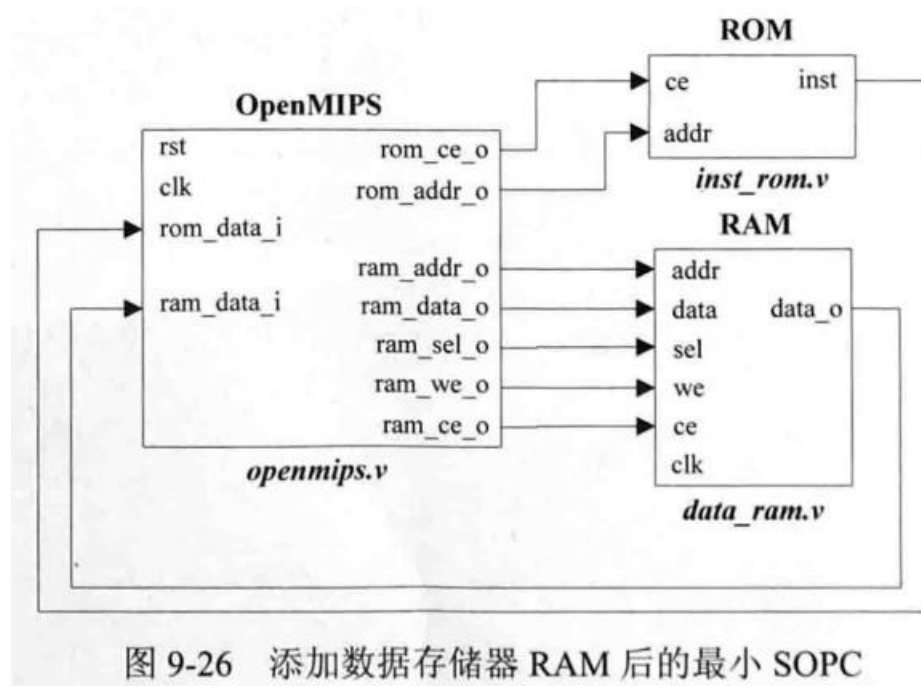 ROM
ce inst
addr
inst_rom.v
OpenMIPS
rst rom_ce_o
clk rom_addr_o
rom_data_i
ram_addr_o
ram_data_i ram_data_o
ram_sel_o
ram_we_o
ram_ce_o
openmips.v
RAM
addr
data data_o
sel
we
ce
clk
data_ram.v
图 9-26 添加数据存储器 RAM 后的最小 SOPC